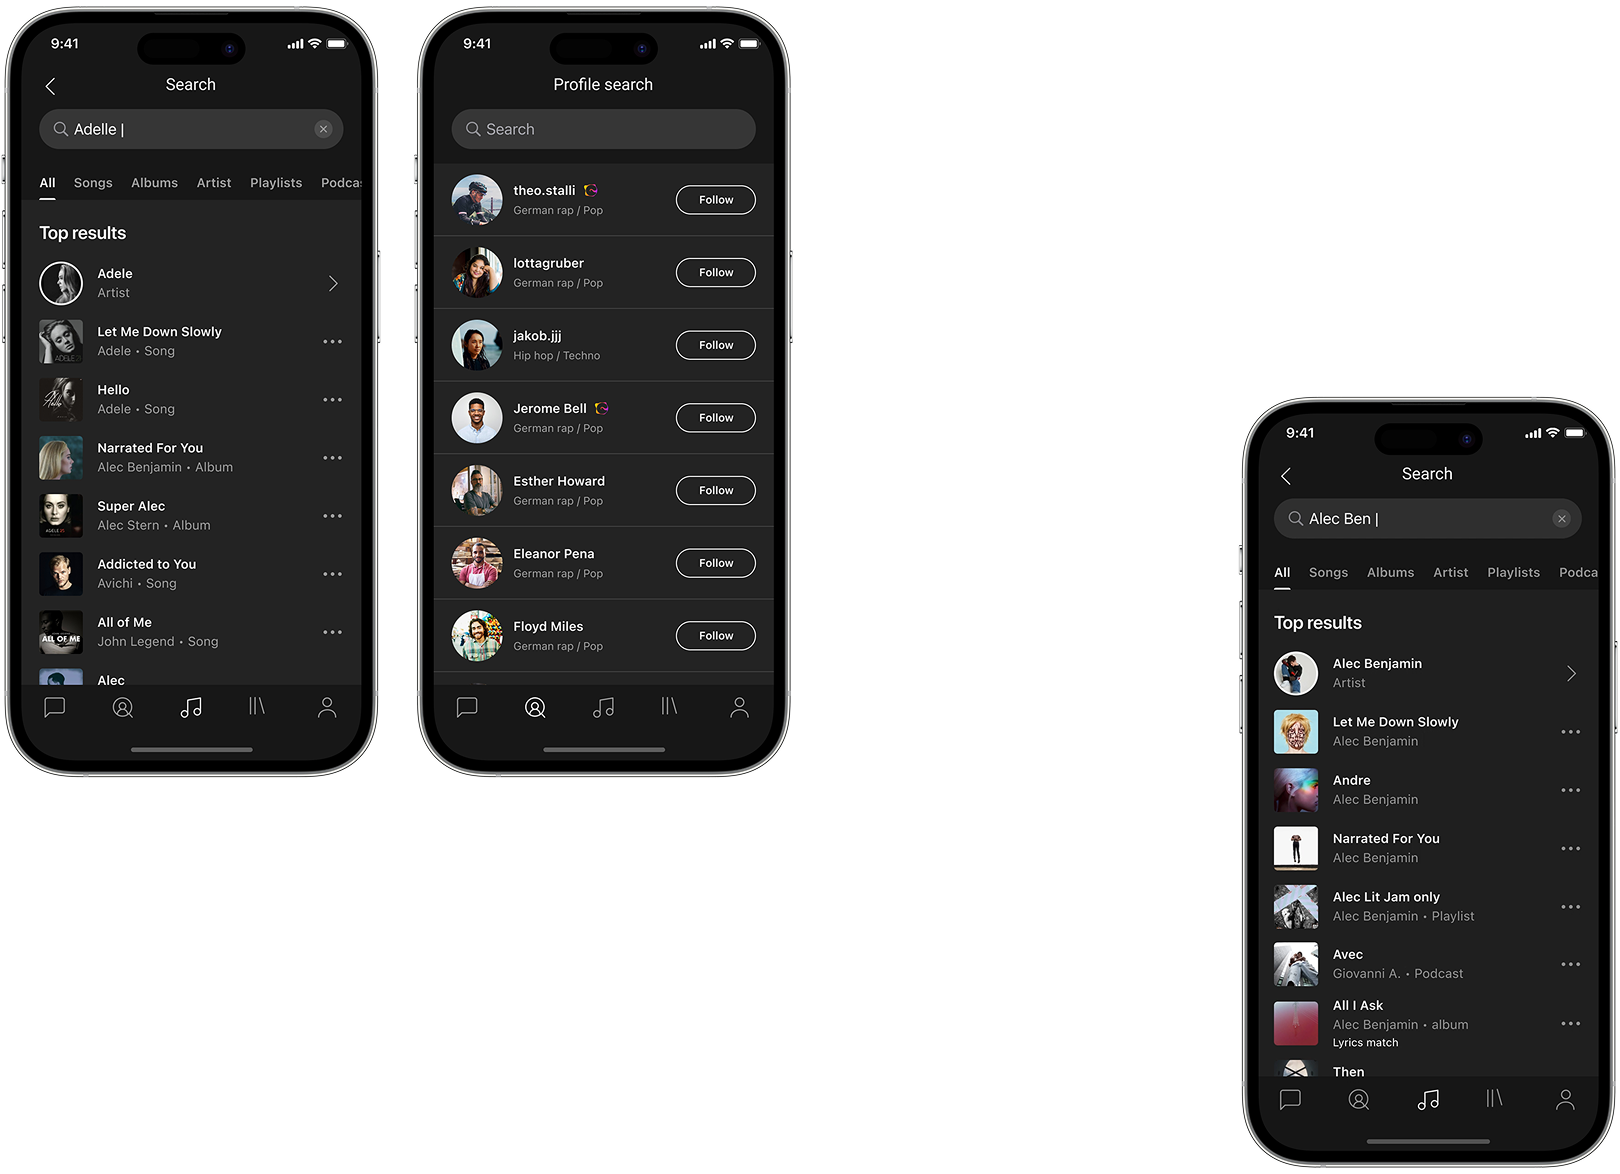 9:41
Search
Adelle |
All Songs Albums Artist Playlists Podcas
Top results
Adele
Artist
Let Me Down Slowly
Adele • Song
Hello
Adele • Song
Narrated For You
Alec Benjamin • Album
Super Alec
Alec Stern • Album
Addicted to You
Avichi • Song
ALL OF ME
All of Me
John Legend • Song
Alec
9:41
Profile search
Search
theo.stalli
German rap / Pop
Follow
lottagruber
German rap / Pop
Follow
jakob.jjj
Hip hop / Techno
Follow
Jerome Bell
German rap / Pop
Follow
Esther Howard
German rap / Pop
Follow
Eleanor Pena
German rap / Pop
Follow
Floyd Miles
German rap / Pop
Follow
9:41
Search
Alec Ben |
All Songs Albums Artist Playlists Podca
Top results
Alec Benjamin
Artist
Let Me Down Slowly
Alec Benjamin
Andre
Alec Benjamin
Narrated For You
Alec Benjamin
Alec Lit Jam only
Alec Benjamin • Playlist
Avec
Giovanni A. • Podcast
All I Ask
Alec Benjamin • album
Lyrics match
Then